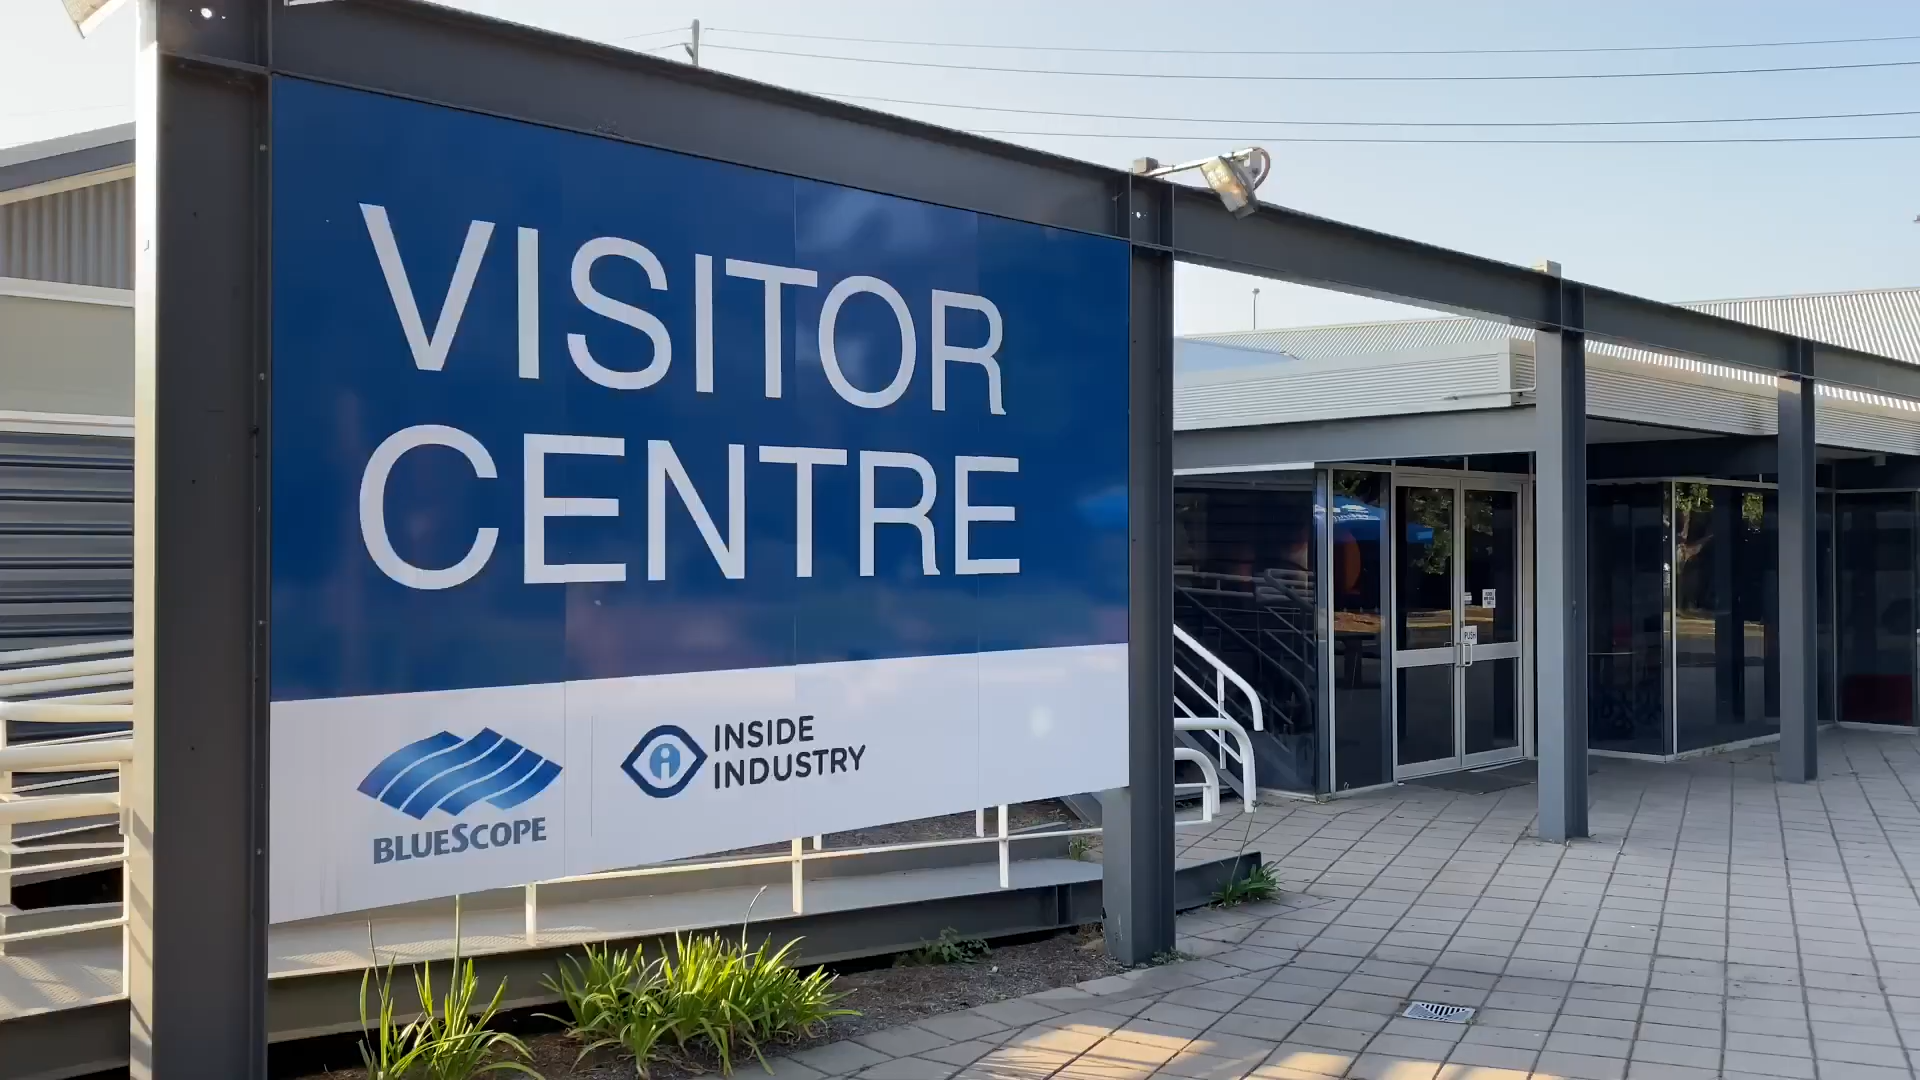 VISITOR
CENTRE
BLUESCOPE
INSIDE
INDUSTRY
PUSH